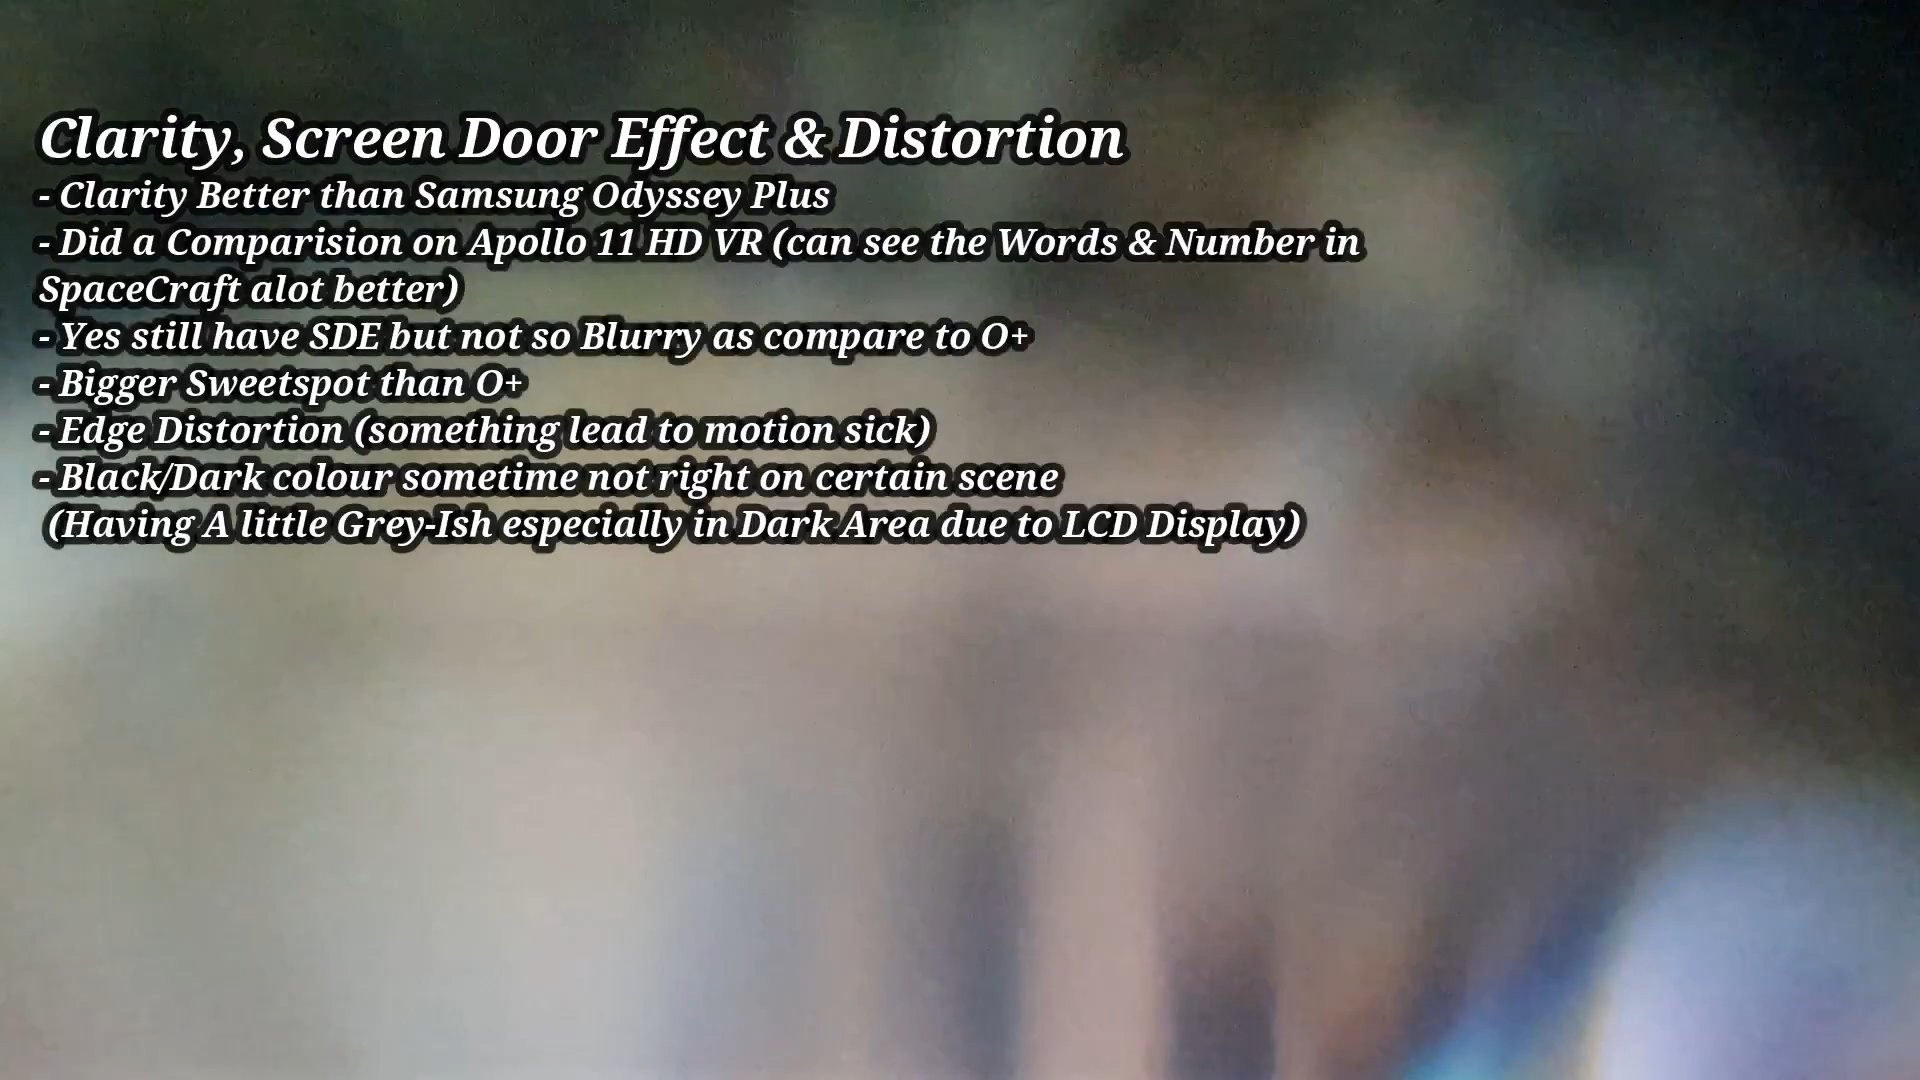 Clarity, Screen Door Effect & Distortion
- Clarity Better than Samsung Odyssey Plus
- Did a Comparision on Apollo 11 HD VR (can see the Words & Number in
SpaceCraft alot better)
- Yes still have SDE but not so Blurry as compare to O+
- Bigger Sweetspot than O+
- Edge Distortion (something lead to motion sick)
- Black/Dark colour sometime not right on certain scene
(Having A little Grey-Ish especially in Dark Area due to LCD Display)